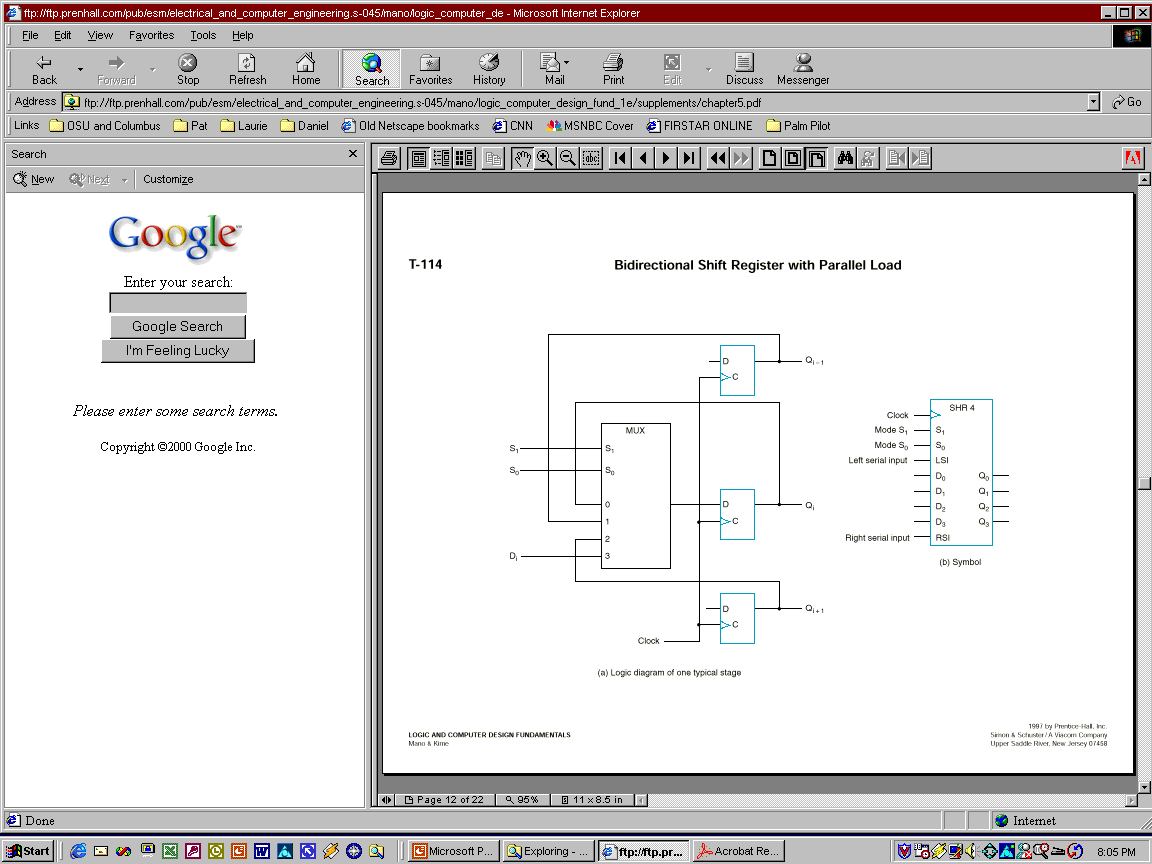 ftp://ftp.prenhall.com/pub/esm/electrical_and_computer_engineering.s-045/mano/logic_computer_de - Microsoft Internet Explorer
File Edit View Favorites Tools Help
Back Forward Stop Refresh Home Search Favorites History Mail Print Edit Discuss Messenger
Address ftp://ftp.prenhall.com/pub/esm/electrical_and_computer_engineering.s-045/mano/logic_computer_design_fund_1e/supplements/chapter5.pdf Go
Links OSU and Columbus Pat Laurie Daniel Old Netscape bookmarks CNN MSNBC Cover FIRSTAR ONLINE Palm Pilot
Search
New Next Customize
Google
Enter your search:
Google Search
I'm Feeling Lucky
Please enter some search terms.
Copyright ©2000 Google Inc.
T-114
Bidirectional Shift Register with Parallel Load
D
C
Qi–1
MUX
S1 S1
S0 S0
0
1
2
Di 3
D
C
Qi
D
C
Qi+1
Clock
(a) Logic diagram of one typical stage
SHR 4
Clock
Mode S1 S1
Mode S0 S0
Left serial input LSI
D0 Q0
D1 Q1
D2 Q2
D3 Q3
Right serial input RSI
(b) Symbol
LOGIC AND COMPUTER DESIGN FUNDAMENTALS
Mano & Kime
1997 by Prentice-Hall, Inc.
Simon & Schuster / A Viacom Company
Upper Saddle River, New Jersey 07458
Page 12 of 22 95% 11 x 8.5 in
Done Internet
Start Microsoft P... Exploring - ... ftp://ftp.pr... Acrobat Re... 8:05 PM